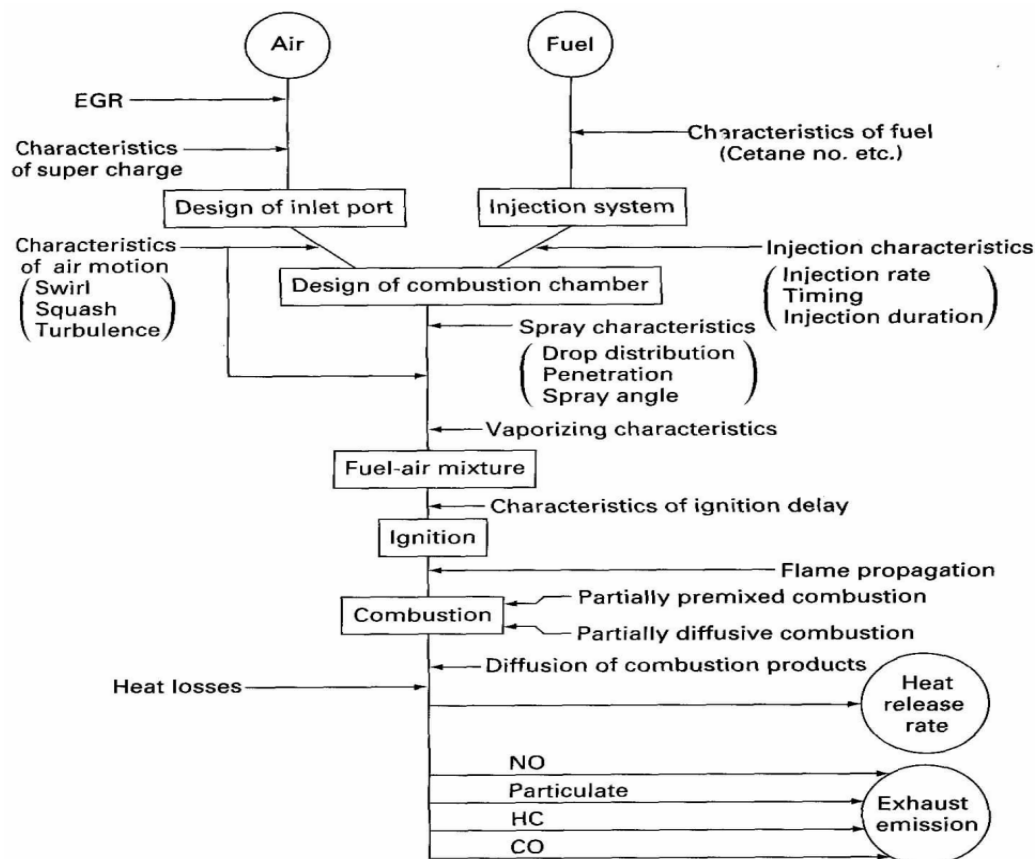 Air
Fuel
EGR
Characteristics
of super charge
Characteristics of fuel
(Cetane no. etc.)
Design of inlet port
Injection system
Characteristics
of air motion
(Swirl
Squash
Turbulence)
Injection characteristics
(Injection rate
Timing
Injection duration)
Design of combustion chamber
Spray characteristics
(Drop distribution
Penetration
Spray angle)
Vaporizing characteristics
Fuel-air mixture
Characteristics of ignition delay
Ignition
Flame propagation
Combustion
Partially premixed combustion
Partially diffusive combustion
Diffusion of combustion products
Heat losses
Heat
release
rate
NO
Particulate
HC
CO
Exhaust
emission